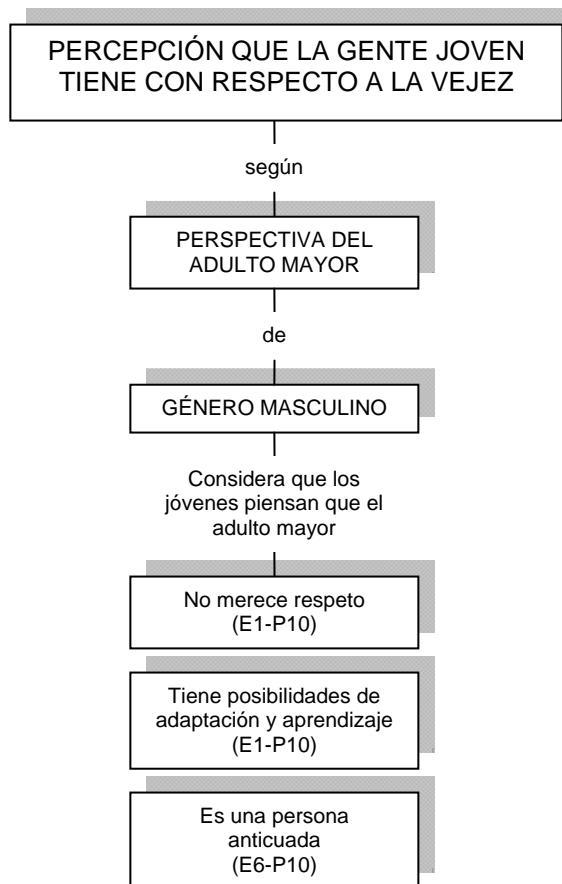 PERCEPCIÓN QUE LA GENTE JOVEN
TIENE CON RESPECTO A LA VEJEZ
según
PERSPECTIVA DEL
ADULTO MAYOR
de
GÉNERO MASCULINO
Considera que los
jóvenes piensan que el
adulto mayor
No merece respeto
(E1-P10)
Tiene posibilidades de
adaptación y aprendizaje
(E1-P10)
Es una persona
anticuada
(E6-P10)